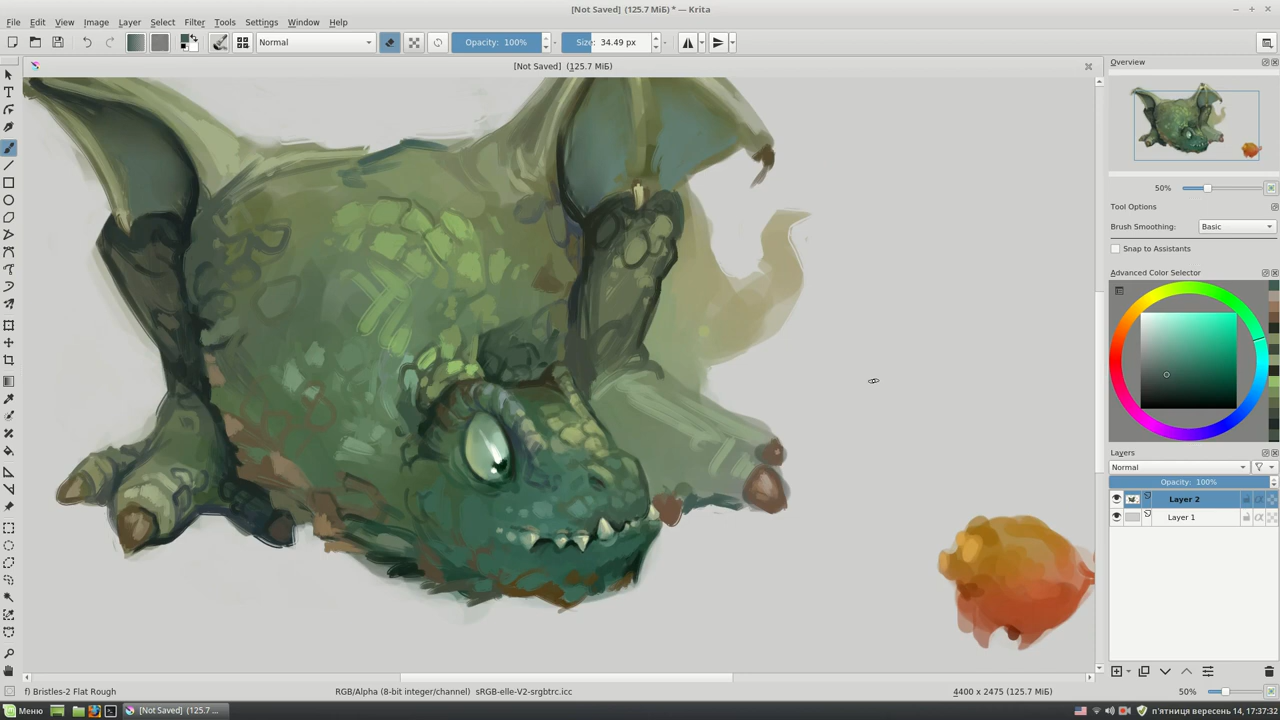 [Not Saved] (125.7 МіБ) * — Krita
File Edit View Image Layer Select Filter Tools Settings Window Help
Normal
Opacity: 100%
Size: 34.49 px
[Not Saved] (125.7 МіБ)
Overview
50%
Tool Options
Brush Smoothing: Basic
Snap to Assistants
Advanced Color Selector
Layers
Normal
Opacity: 100%
Layer 2
Layer 1
f) Bristles-2 Flat Rough
RGB/Alpha (8-bit integer/channel) sRGB-elle-V2-srgbtrc.icc
4400 x 2475 (125.7 МіБ)
50%
Меню
[Not Saved] (125.7 ...
п'ятниця вересень 14, 17:37:32